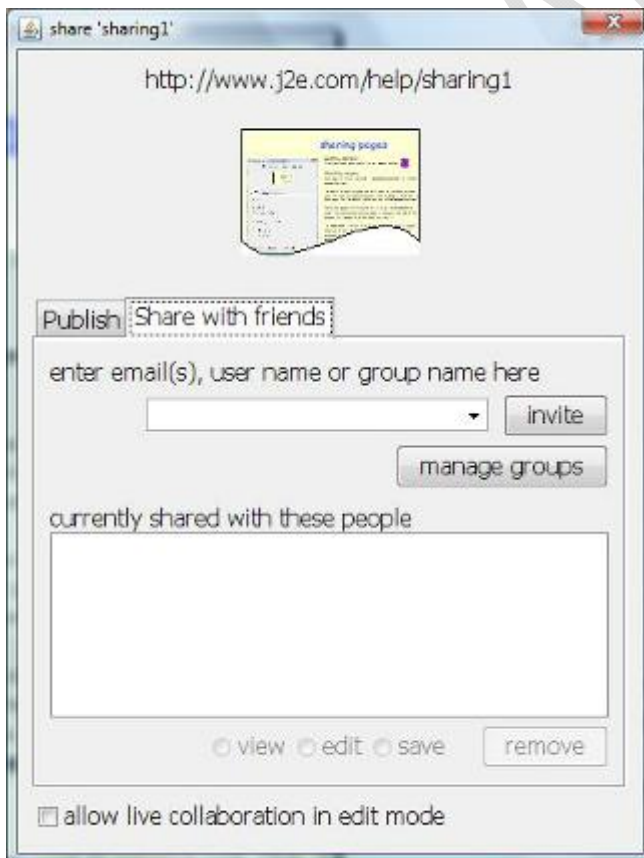 share 'sharing1'
http://www.j2e.com/help/sharing1
sharing pages
Publish Share with friends
enter email(s), user name or group name here
invite
manage groups
currently shared with these people
view edit save remove
allow live collaboration in edit mode